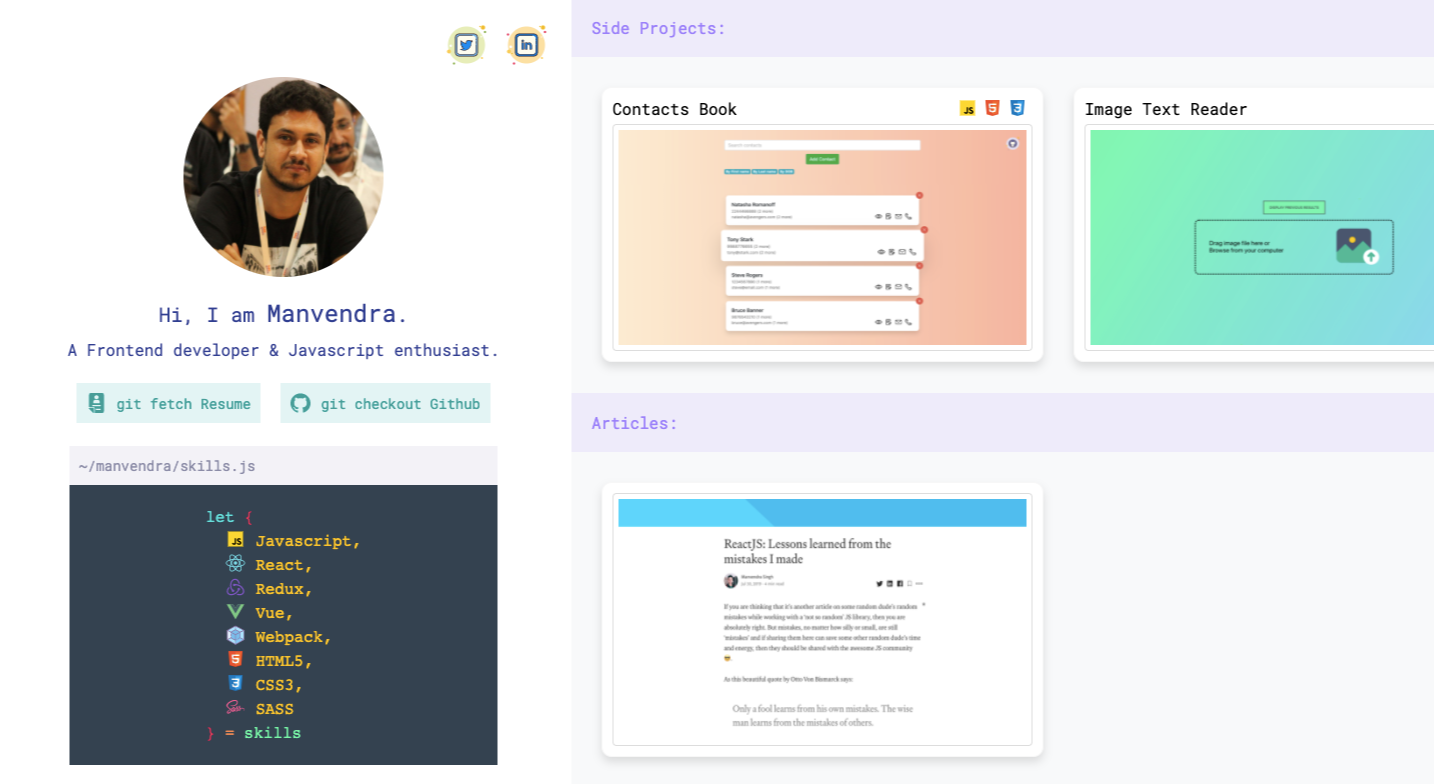 Hi, I am Manvendra.
A Frontend developer & Javascript enthusiast.
git fetch Resume
git checkout Github
~/manvendra/skills.js
let {
JS Javascript,
React,
Redux,
Vue,
Webpack,
HTML5,
CSS3,
SASS
} = skills
Side Projects:
Contacts Book
JS
Search contacts
Add Contact
Natasha Romanoff
Tony Stark
Steve Rogers
Bruce Banner
Image Text Reader
DISPLAY PREVIOUS RESULTS
Drag image file here or
Browse from your computer
Articles:
ReactJS: Lessons learned from the
mistakes I made
Manvendra Singh
If you are thinking that it's another article on some random dude's random
mistakes while working with a 'not so random' JS library, then you are
absolutely right. But mistakes, no matter how silly or small, are still
'mistakes' and if sharing them here can save some other random dude's time
and energy, then they should be shared with the awesome JS community
As this beautiful quote by Otto Von Bismarck says:
Only a fool learns from his own mistakes. The wise
man learns from the mistakes of others.